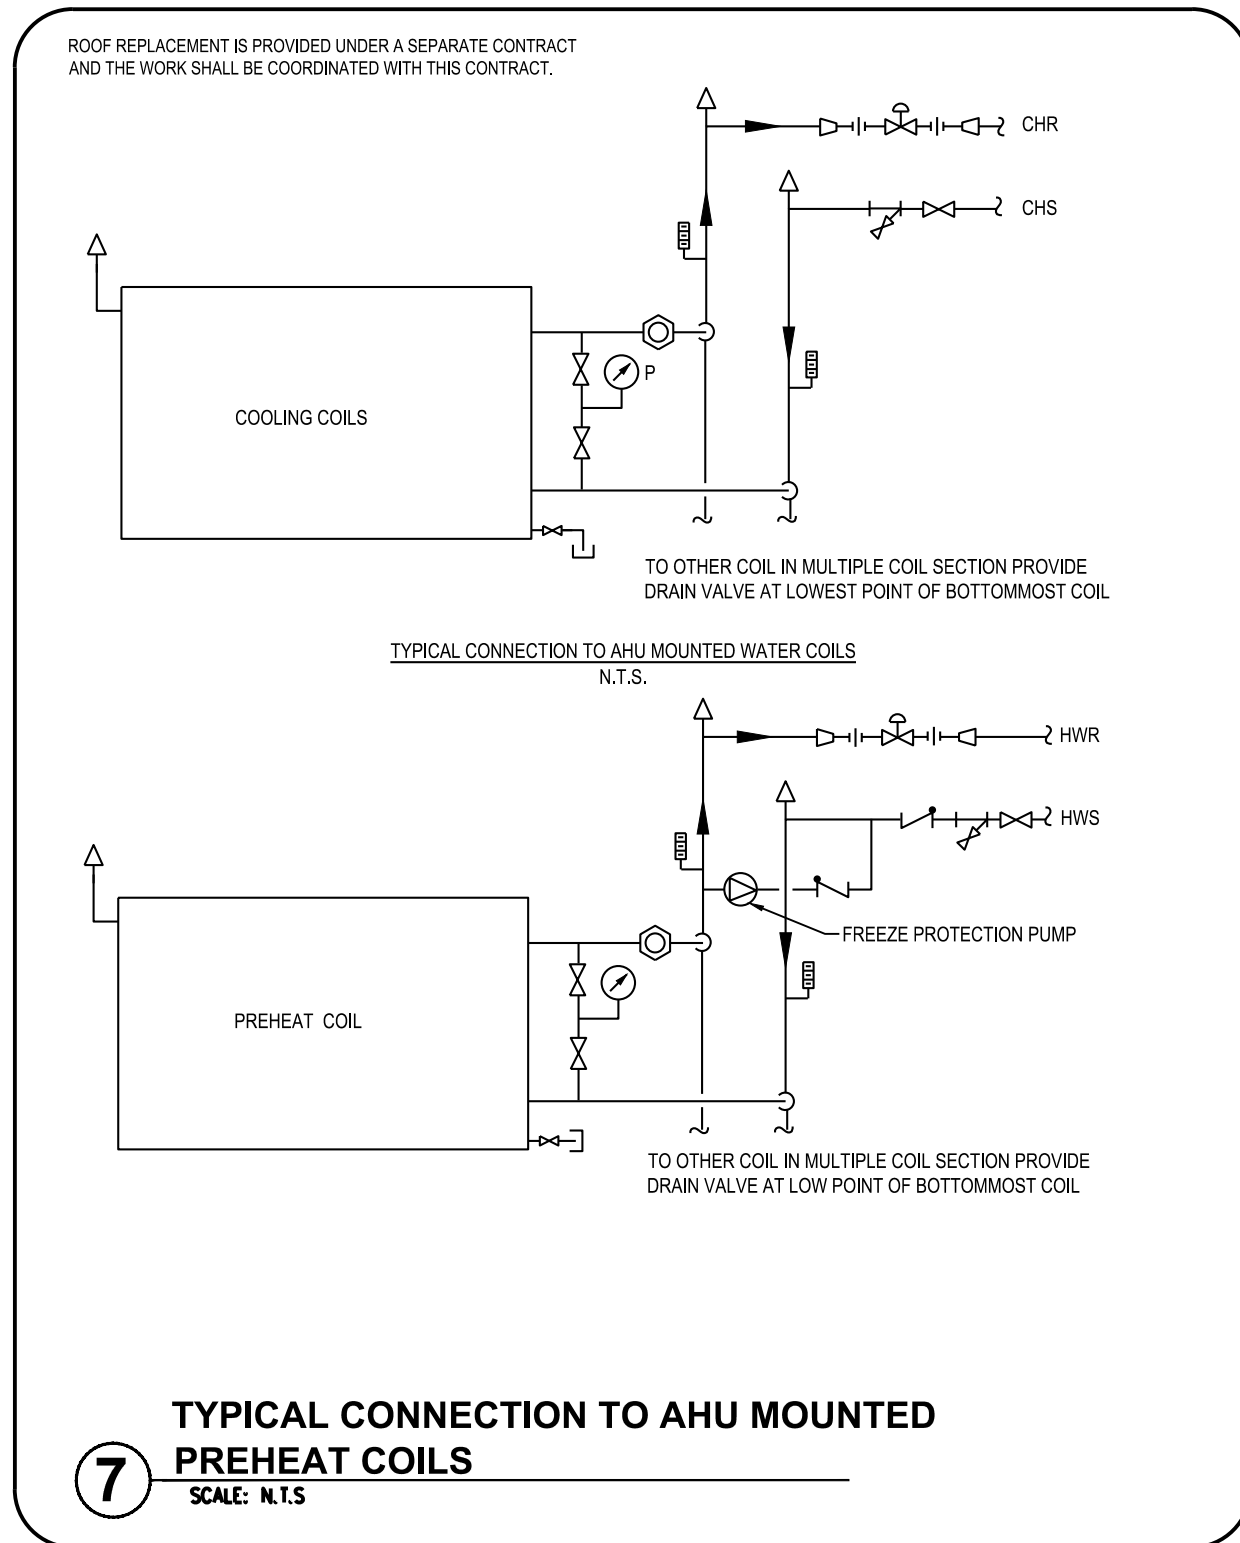 ROOF REPLACEMENT IS PROVIDED UNDER A SEPARATE CONTRACT
AND THE WORK SHALL BE COORDINATED WITH THIS CONTRACT.
CHR
CHS
P
COOLING COILS
TO OTHER COIL IN MULTIPLE COIL SECTION PROVIDE
DRAIN VALVE AT LOWEST POINT OF BOTTOMMOST COIL
TYPICAL CONNECTION TO AHU MOUNTED WATER COILS
N.T.S.
HWR
HWS
FREEZE PROTECTION PUMP
PREHEAT COIL
TO OTHER COIL IN MULTIPLE COIL SECTION PROVIDE
DRAIN VALVE AT LOW POINT OF BOTTOMMOST COIL
TYPICAL CONNECTION TO AHU MOUNTED
PREHEAT COILS
7
SCALE: N.T.S